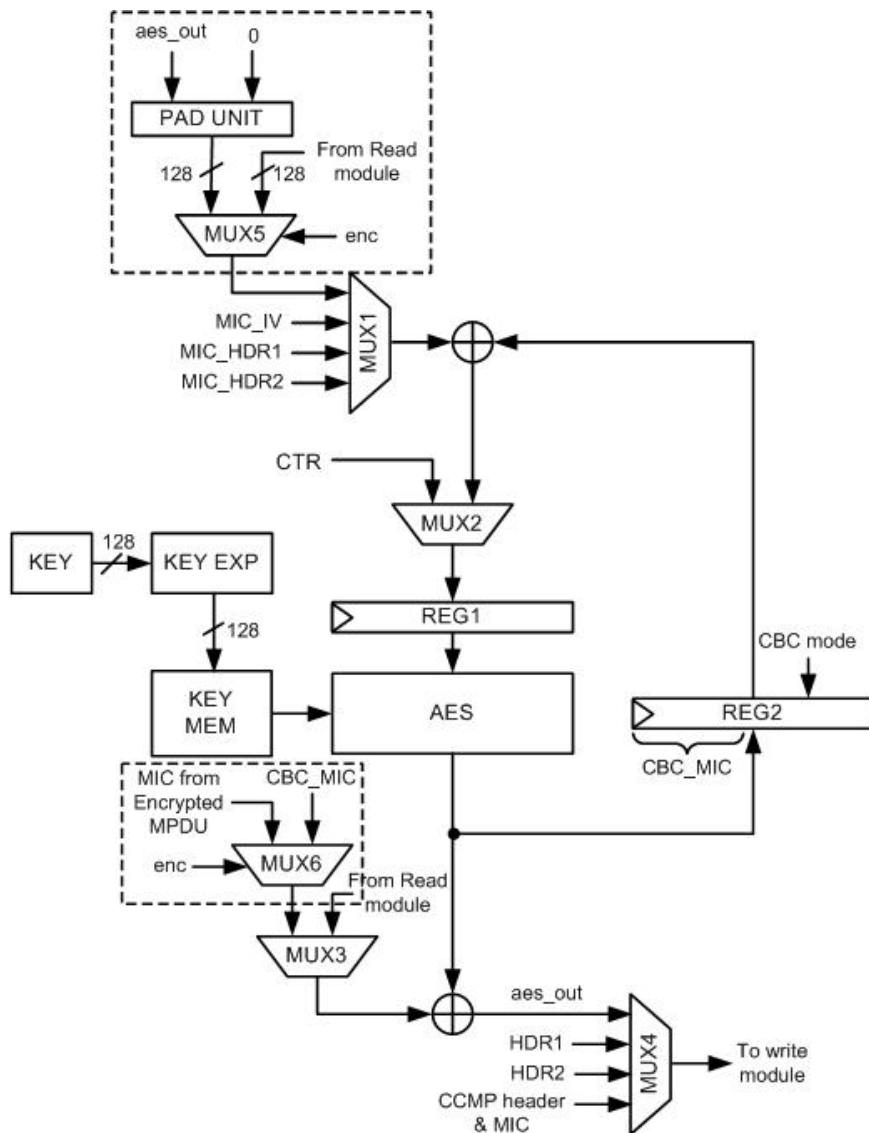 aes_out
0
PAD UNIT
128
128
From Read
module
MUX5
enc
MIC_IV
MIC_HDR1
MIC_HDR2
MUX1
CTR
MUX2
KEY
128
KEY EXP
128
REG1
CBC mode
KEY
MEM
AES
REG2
CBC_MIC
MIC from
Encrypted
MPDU
CBC_MIC
enc
MUX6
From Read
module
MUX3
aes_out
HDR1
HDR2
CCMP header
& MIC
MUX4
To write
module